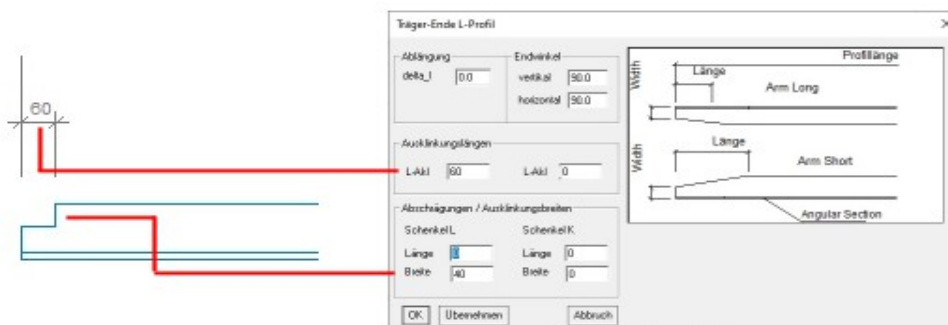 Träger-Ende L-Profil
Ablängung
delta_l 0.0
Endwinkel
vertikal 90.0
horizontal 90.0
60
Ausklinkungslängen
L-Akl 60
L-Akl 0
Abschrägungen / Ausklinkungsbreiten
Schenkel L
Länge 0
Breite 40
Schenkel K
Länge 0
Breite 0
OK
Übernehmen
Abbruch
Profillänge
Width
Länge
Arm Long
Width
Länge
Arm Short
Angular Section